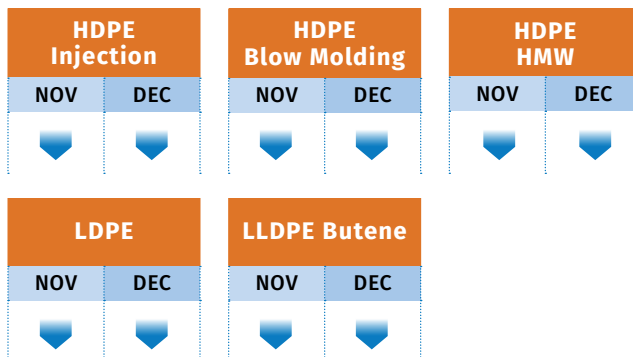 HDPE
Injection
NOV DEC
HDPE
Blow Molding
NOV DEC
HDPE
HMW
NOV DEC
LDPE
NOV DEC
LLDPE Butene
NOV DEC